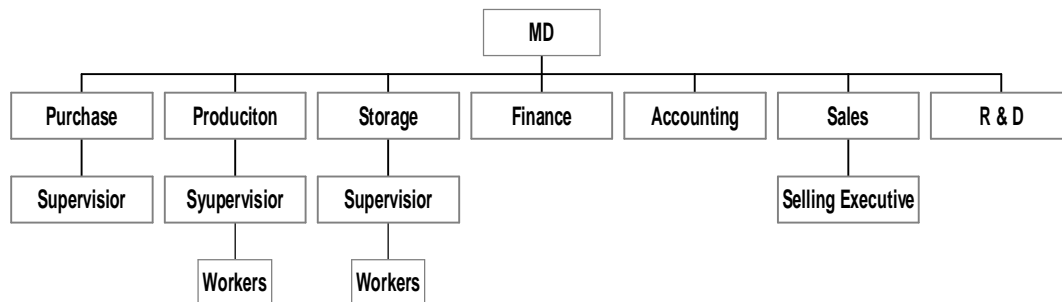 MD
Purchase
Produciton
Storage
Finance
Accounting
Sales
R & D
Supervisior
Syupervisior
Supervisior
Selling Executive
Workers
Workers